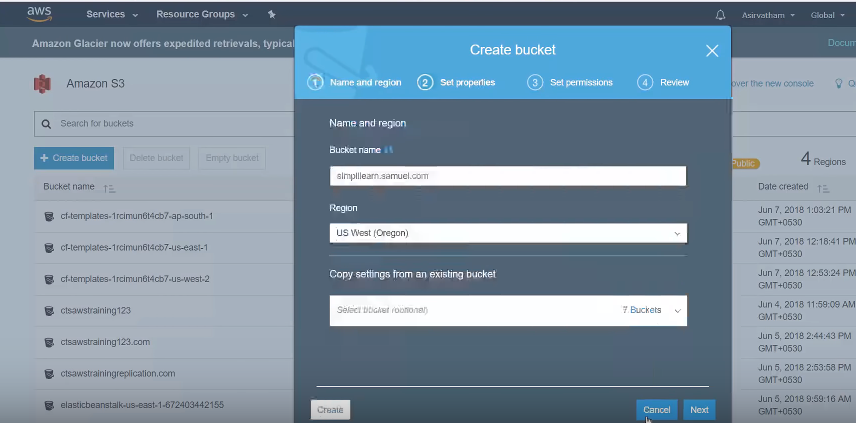 aws Services Resource Groups Asirvatham Global
Amazon Glacier now offers expedited retrievals, typical
Docum
Create bucket
1 Name and region 2 Set properties 3 Set permissions 4 Review
Amazon S3
over the new console
Q
Search for buckets
Name and region
Bucket name
simplilearn.samuel.com
Region
US West (Oregon)
Copy settings from an existing bucket
Select bucket (optional) 7 Buckets
Create Cancel Next
+ Create bucket Delete bucket Empty bucket
Public 4 Regions
Bucket name Date created
cf-templates-1rcimun6t4cb7-ap-south-1 Jun 7, 2018 1:03:21 PM
GMT+0530
cf-templates-1rcimun6t4cb7-us-east-1 Jun 7, 2018 12:18:41 PM
GMT+0530
cf-templates-1rcimun6t4cb7-us-west-2 Jun 7, 2018 12:53:24 PM
GMT+0530
ctsawstraining123 Jun 4, 2018 11:59:09 AM
GMT+0530
ctsawstraining123.com Jun 5, 2018 2:44:43 PM
GMT+0530
ctsawstrainingreplication.com Jun 5, 2018 2:53:58 PM
GMT+0530
elasticbeanstalk-us-east-1-672403442155 Jun 5, 2018 9:59:16 AM
GMT+0530